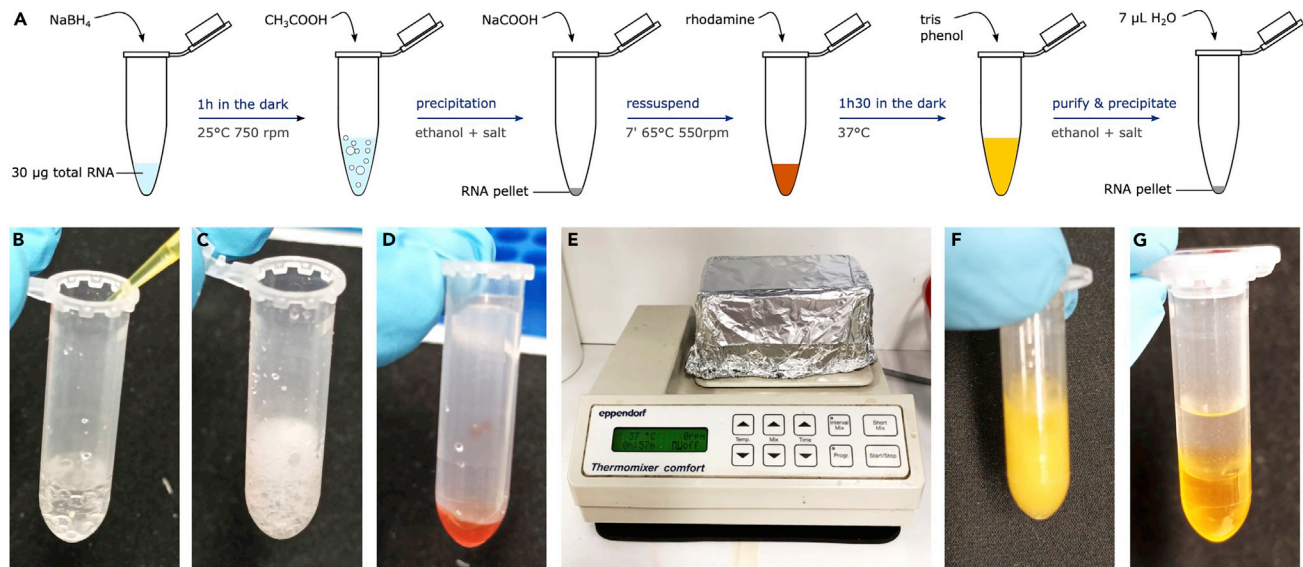 A
NaBH₄
CH₃COOH
NaCOOH
rhodamine
tris
phenol
7 µL H₂O
1h in the dark
25°C 750 rpm
precipitation
ethanol + salt
ressuspend
7' 65°C 550rpm
1h30 in the dark
37°C
purify & precipitate
ethanol + salt
30 µg total RNA
RNA pellet
RNA pellet
B
C
D
E
F
G
eppendorf
37 °C 0rpm
Temp.
Mix
Time
Interval
Mix
Short
Mix
Progr.
Start/Stop
Thermomixer comfort